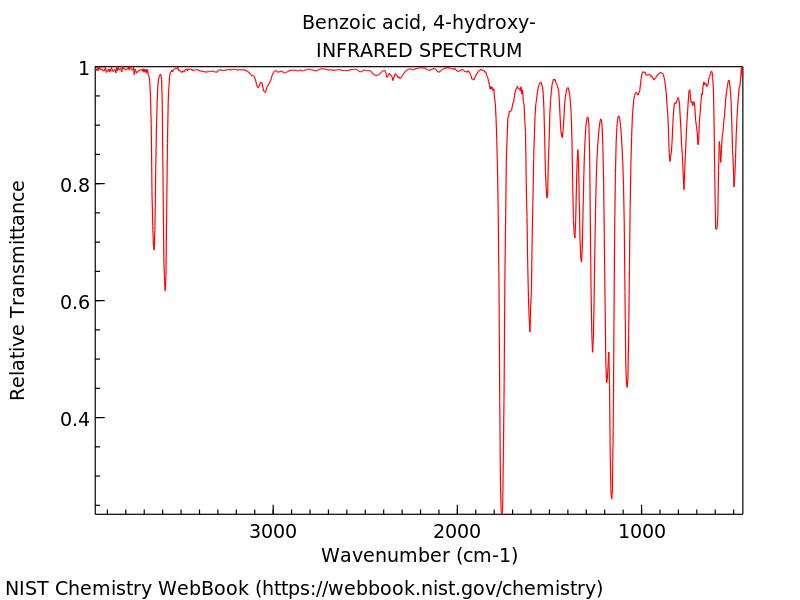 Benzoic acid, 4-hydroxy-
INFRARED SPECTRUM
1
0.8
0.6
0.4
Relative Transmittance
3000 2000 1000
Wavenumber (cm-1)
NIST Chemistry WebBook (https://webbook.nist.gov/chemistry)